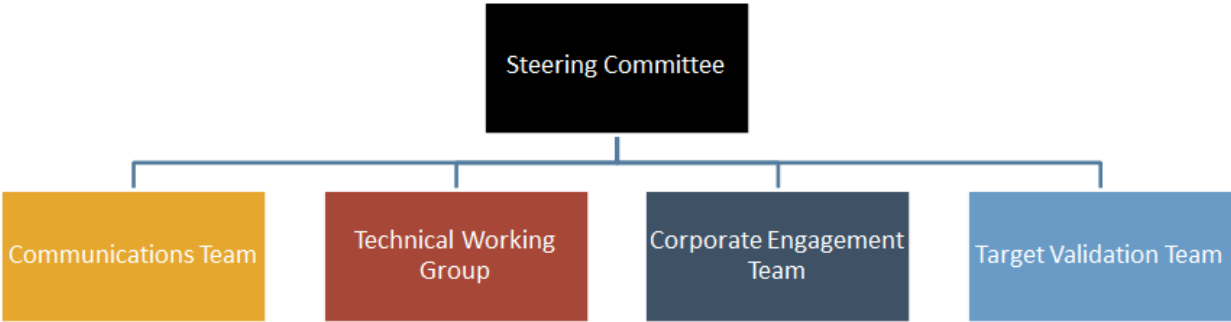 Steering Committee
Communications Team
Technical Working
Group
Corporate Engagement
Team
Target Validation Team